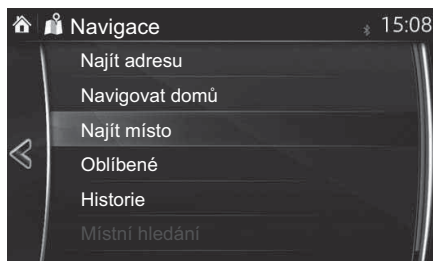 Navigace 15:08
Najít adresu
Navigovat domů
Najít místo
Oblíbené
Historie
Místní hledání